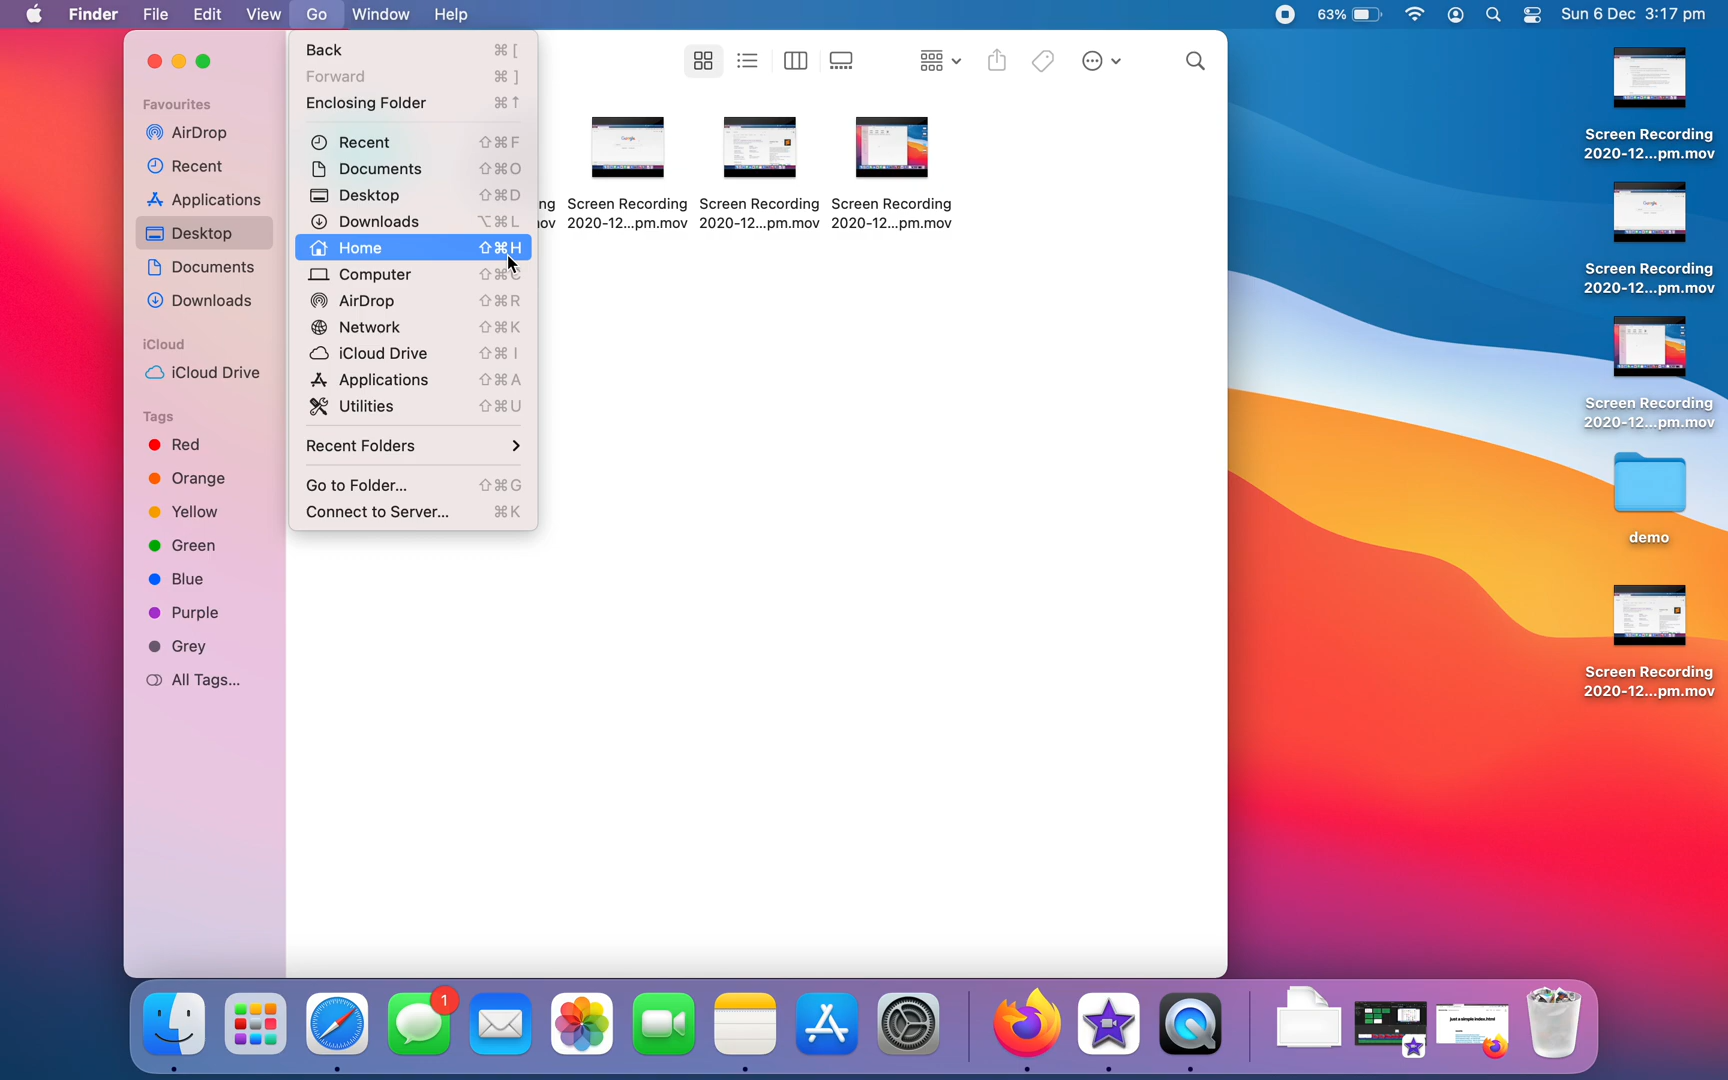 Finder File Edit View Go Window Help
63% Sun 6 Dec 3:17 pm
Back ⌘ [
Forward ⌘ ]
Enclosing Folder ⌘↑
Recent ⇧⌘F
Documents ⇧⌘O
Desktop ⇧⌘D
Downloads ⌥⌘L
Home ⇧⌘H
Computer ⇧⌘C
AirDrop ⇧⌘R
Network ⇧⌘K
iCloud Drive ⇧⌘I
Applications ⇧⌘A
Utilities ⇧⌘U
Recent Folders
Go to Folder... ⇧⌘G
Connect to Server... ⌘K
Favourites
AirDrop
Recent
Applications
Desktop
Documents
Downloads
iCloud
iCloud Drive
Tags
Red
Orange
Yellow
Green
Blue
Purple
Grey
All Tags...
ng Screen Recording Screen Recording Screen Recording
ov 2020-12...pm.mov 2020-12...pm.mov 2020-12...pm.mov
Screen Recording
2020-12...pm.mov
Screen Recording
2020-12...pm.mov
Screen Recording
2020-12...pm.mov
demo
Screen Recording
2020-12...pm.mov
1
just a simple index.html